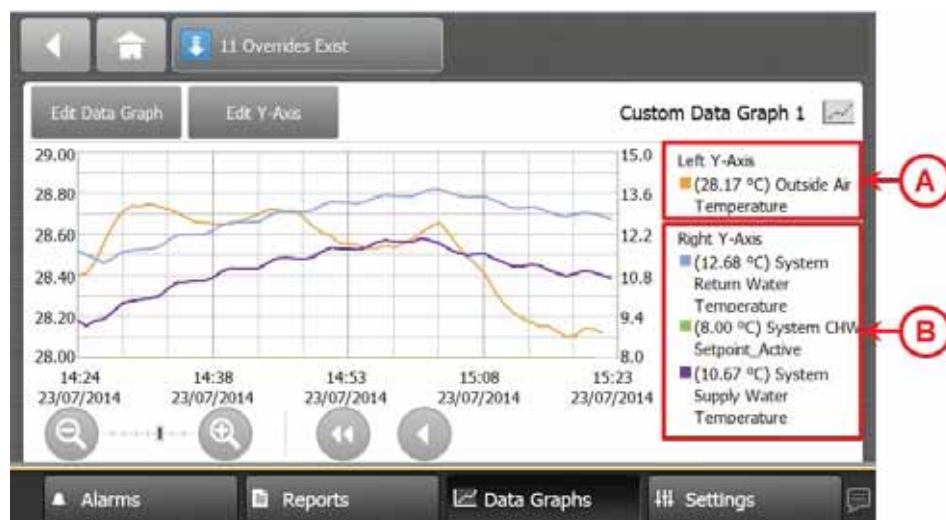 11 Overrides Exist
Edit Data Graph
Edit Y-Axis
Custom Data Graph 1
29.00
28.80
28.60
28.40
28.20
28.00
15.0
13.6
12.2
10.8
9.4
8.0
14:24
23/07/2014
14:38
23/07/2014
14:53
23/07/2014
15:08
23/07/2014
15:23
23/07/2014
Left Y-Axis
(28.17 °C) Outside Air
Temperature
A
Right Y-Axis
(12.68 °C) System
Return Water
Temperature
(8.00 °C) System CHW
Setpoint_Active
(10.67 °C) System
Supply Water
Temperature
B
Alarms
Reports
Data Graphs
Settings